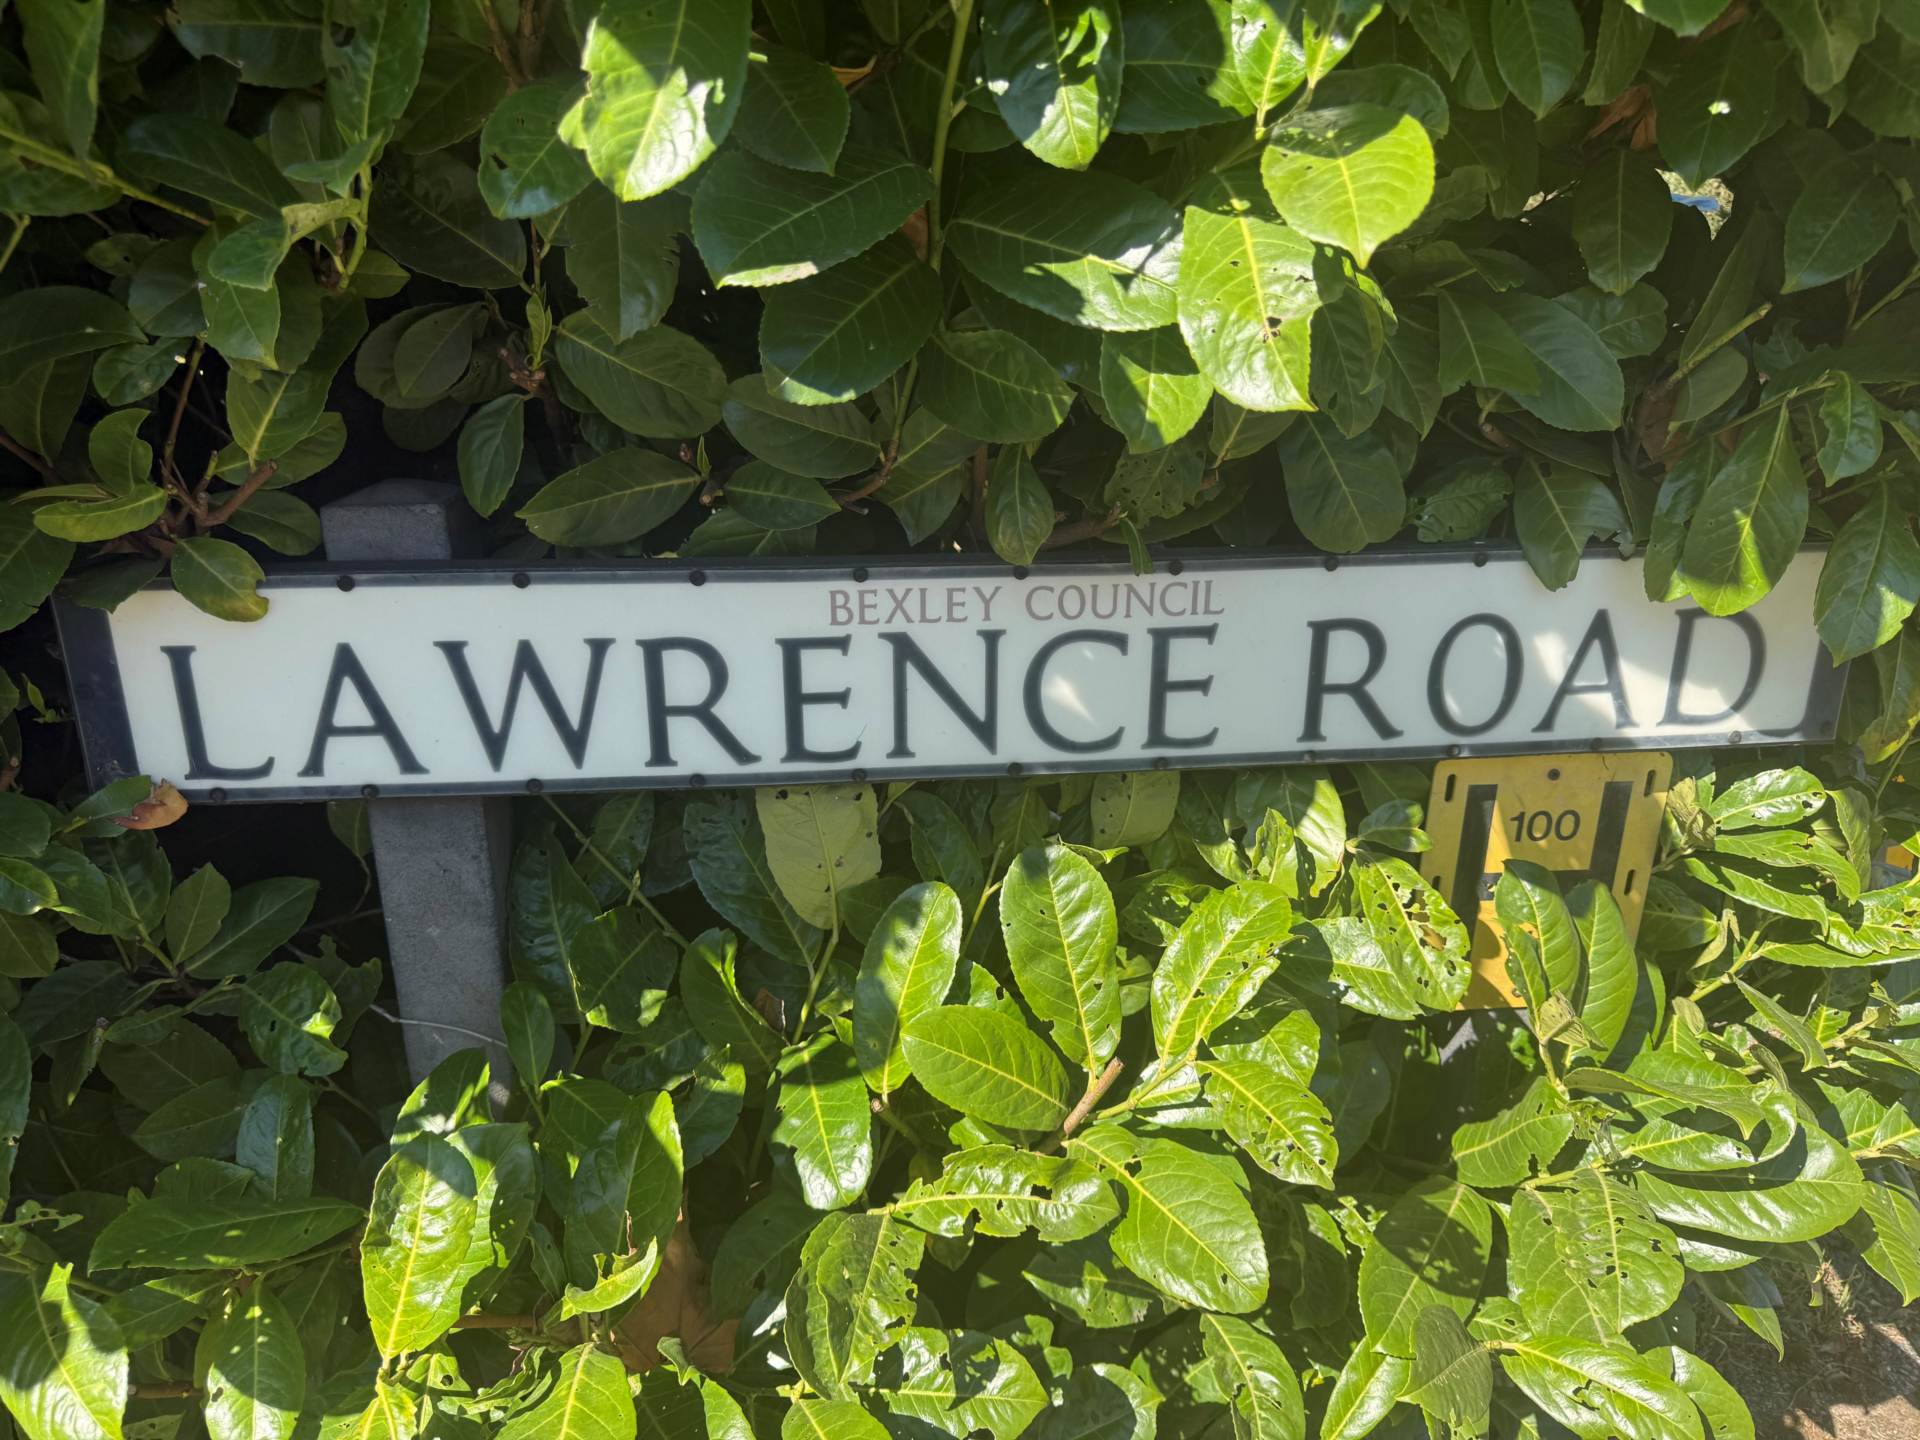 BEXLEY COUNCIL
LAWRENCE ROAD
H
100